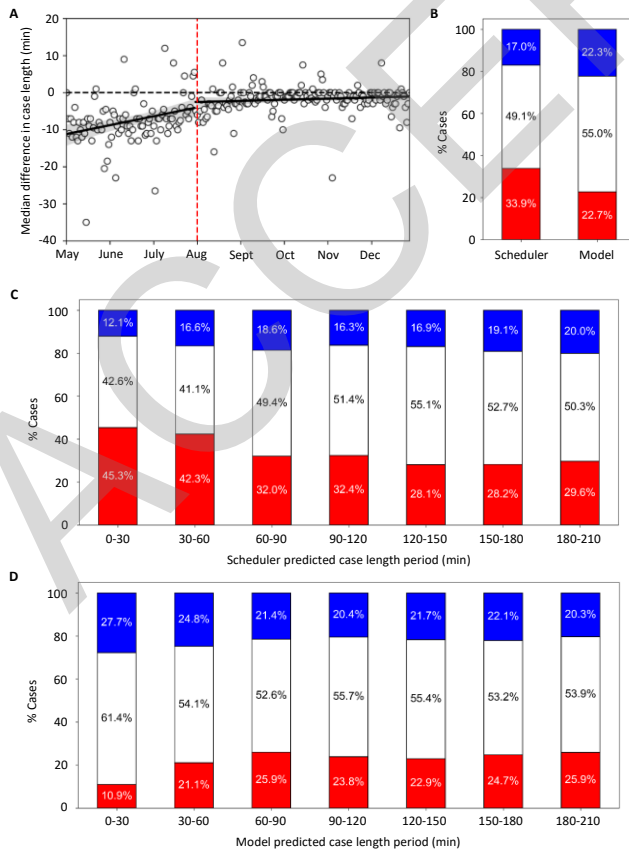 A
Median difference in case length (min)
20
10
0
-10
-20
-30
-40
May June July Aug Sept Oct Nov Dec
B
% Cases
100
80
60
40
20
0
17.0% 22.3%
49.1% 55.0%
33.9% 22.7%
Scheduler Model
C
% Cases
100
80
60
40
20
0
12.1% 16.6% 18.6% 16.3% 16.9% 19.1% 20.0%
42.6% 41.1% 49.4% 51.4% 55.1% 52.7% 50.3%
45.3% 42.3% 32.0% 32.4% 28.1% 28.2% 29.6%
0-30 30-60 60-90 90-120 120-150 150-180 180-210
Scheduler predicted case length period (min)
D
% Cases
100
80
60
40
20
0
27.7% 24.8% 21.4% 20.4% 21.7% 22.1% 20.3%
61.4% 54.1% 52.6% 55.7% 55.4% 53.2% 53.9%
10.9% 21.1% 25.9% 23.8% 22.9% 24.7% 25.9%
0-30 30-60 60-90 90-120 120-150 150-180 180-210
Model predicted case length period (min)
ACCE